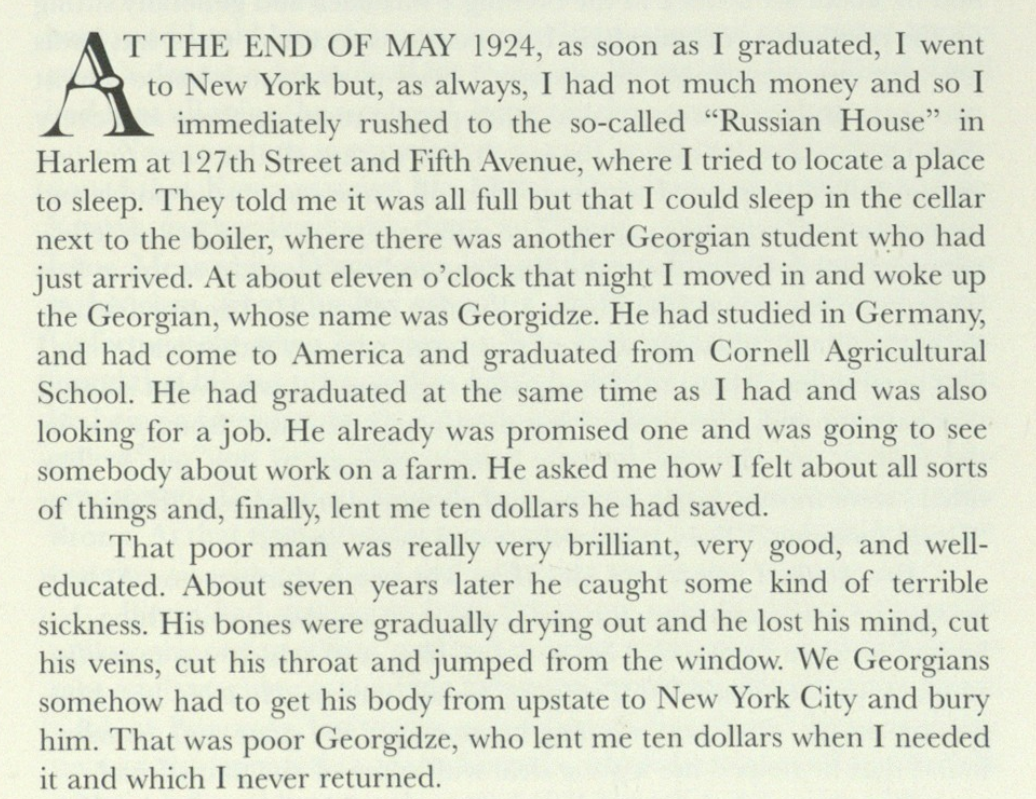 AT THE END OF MAY 1924, as soon as I graduated, I went
to New York but, as always, I had not much money and so I
immediately rushed to the so-called “Russian House” in
Harlem at 127th Street and Fifth Avenue, where I tried to locate a place
to sleep. They told me it was all full but that I could sleep in the cellar
next to the boiler, where there was another Georgian student who had
just arrived. At about eleven o’clock that night I moved in and woke up
the Georgian, whose name was Georgidze. He had studied in Germany,
and had come to America and graduated from Cornell Agricultural
School. He had graduated at the same time as I had and was also
looking for a job. He already was promised one and was going to see
somebody about work on a farm. He asked me how I felt about all sorts
of things and, finally, lent me ten dollars he had saved.
That poor man was really very brilliant, very good, and well-
educated. About seven years later he caught some kind of terrible
sickness. His bones were gradually drying out and he lost his mind, cut
his veins, cut his throat and jumped from the window. We Georgians
somehow had to get his body from upstate to New York City and bury
him. That was poor Georgidze, who lent me ten dollars when I needed
it and which I never returned.